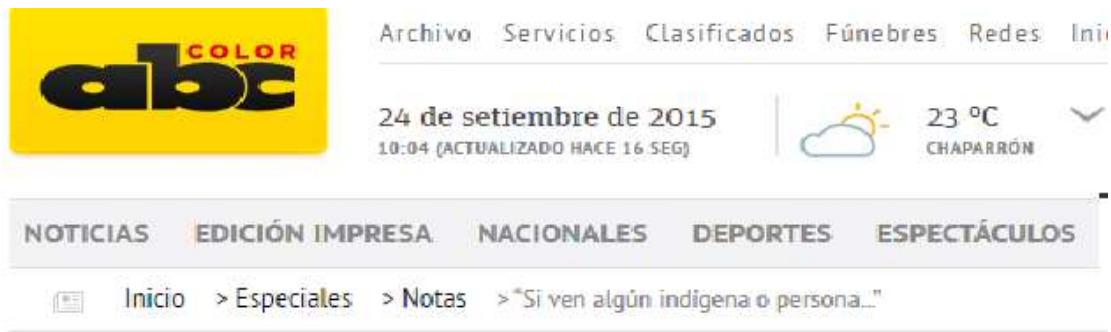 COLOR
abc
Archivo Servicios Clasificados Fúnebres Redes Ini
24 de setiembre de 2015
10:04 (ACTUALIZADO HACE 16 SEG)
23 ºC
CHAPARRÓN
NOTICIAS EDICIÓN IMPRESA NACIONALES DEPORTES ESPECTÁCULOS
Inicio > Especiales > Notas > "Si ven algún indígena o persona..."